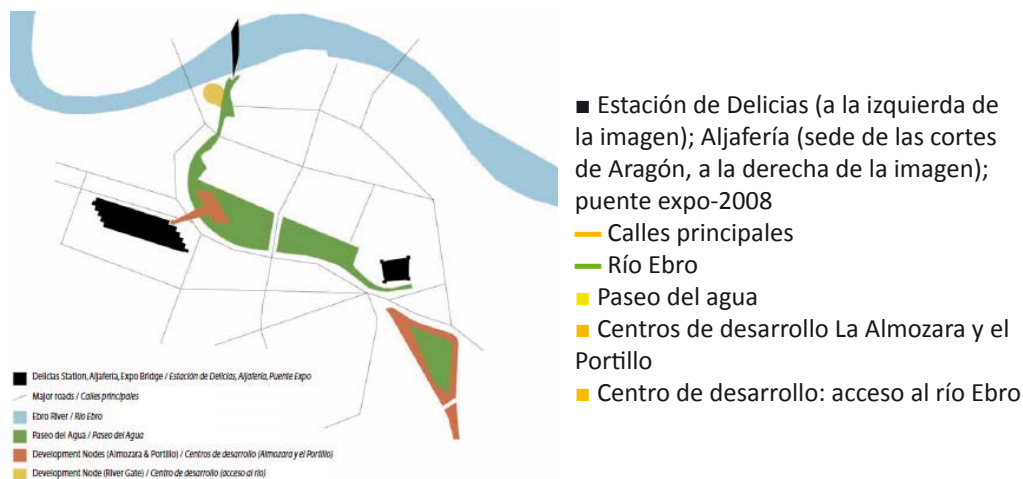 ■ Estación de Delicias (a la izquierda de
la imagen); Aljafería (sede de las cortes
de Aragón, a la derecha de la imagen);
puente expo-2008
Calles principales
Río Ebro
■ Paseo del agua
■ Centros de desarrollo La Almozara y el
Portillo
■ Centro de desarrollo: acceso al río Ebro
Delicias Station, Aljafería, Expo Bridge / Estación de Delicias, Aljafería, Puente Expo
Major roads / Calles principales
Ebro River / Río Ebro
Paseo del Agua / Paseo del Agua
Development Nodes (Almozara & Portillo) / Centros de desarrollo (Almozara y el Portillo)
Development Node (River Gate) / Centro de desarrollo (acceso al río)